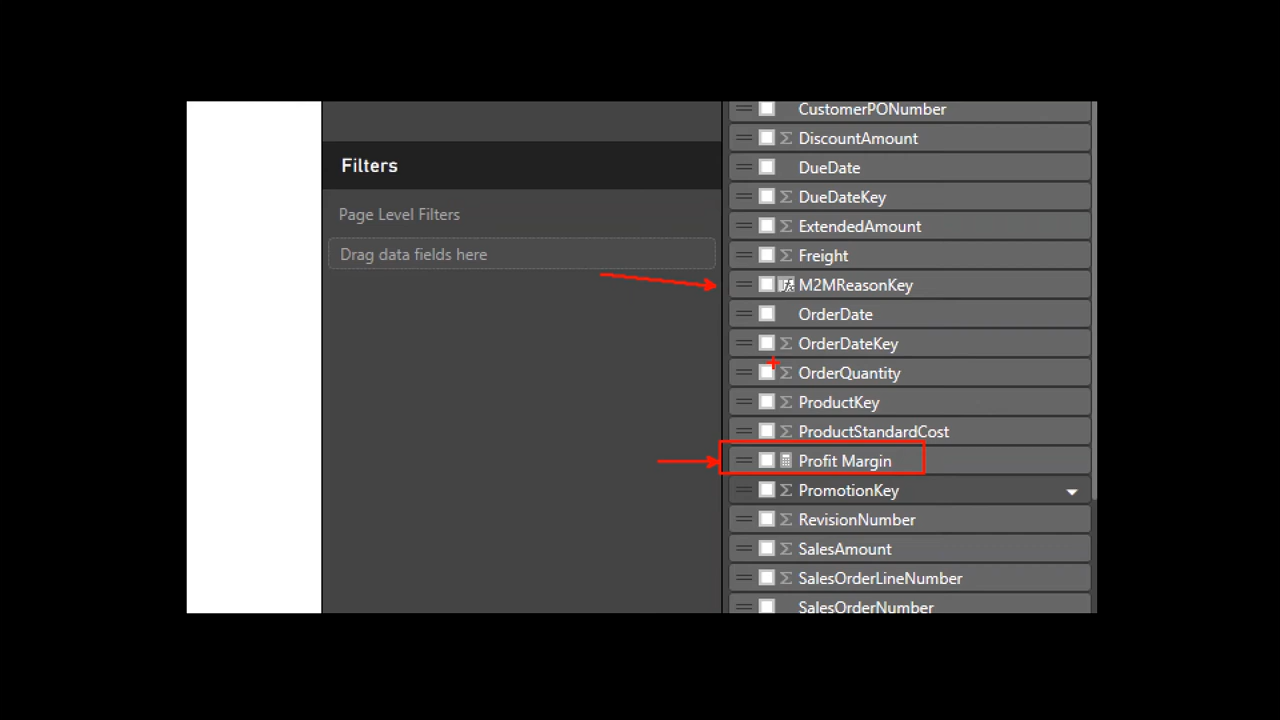 Filters
Page Level Filters
Drag data fields here
CustomerPONumber
DiscountAmount
DueDate
DueDateKey
ExtendedAmount
Freight
M2MReasonKey
OrderDate
OrderDateKey
OrderQuantity
ProductKey
ProductStandardCost
Profit Margin
PromotionKey
RevisionNumber
SalesAmount
SalesOrderLineNumber
SalesOrderNumber